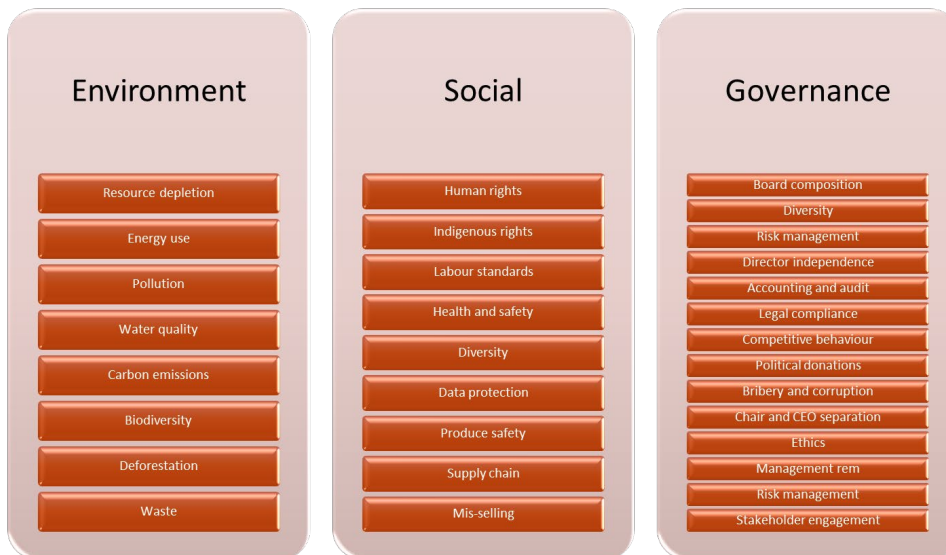 Environment
Resource depletion
Energy use
Pollution
Water quality
Carbon emissions
Biodiversity
Deforestation
Waste
Social
Human rights
Indigenous rights
Labour standards
Health and safety
Diversity
Data protection
Produce safety
Supply chain
Mis-selling
Governance
Board composition
Diversity
Risk management
Director independence
Accounting and audit
Legal compliance
Competitive behaviour
Political donations
Bribery and corruption
Chair and CEO separation
Ethics
Management rem
Risk management
Stakeholder engagement